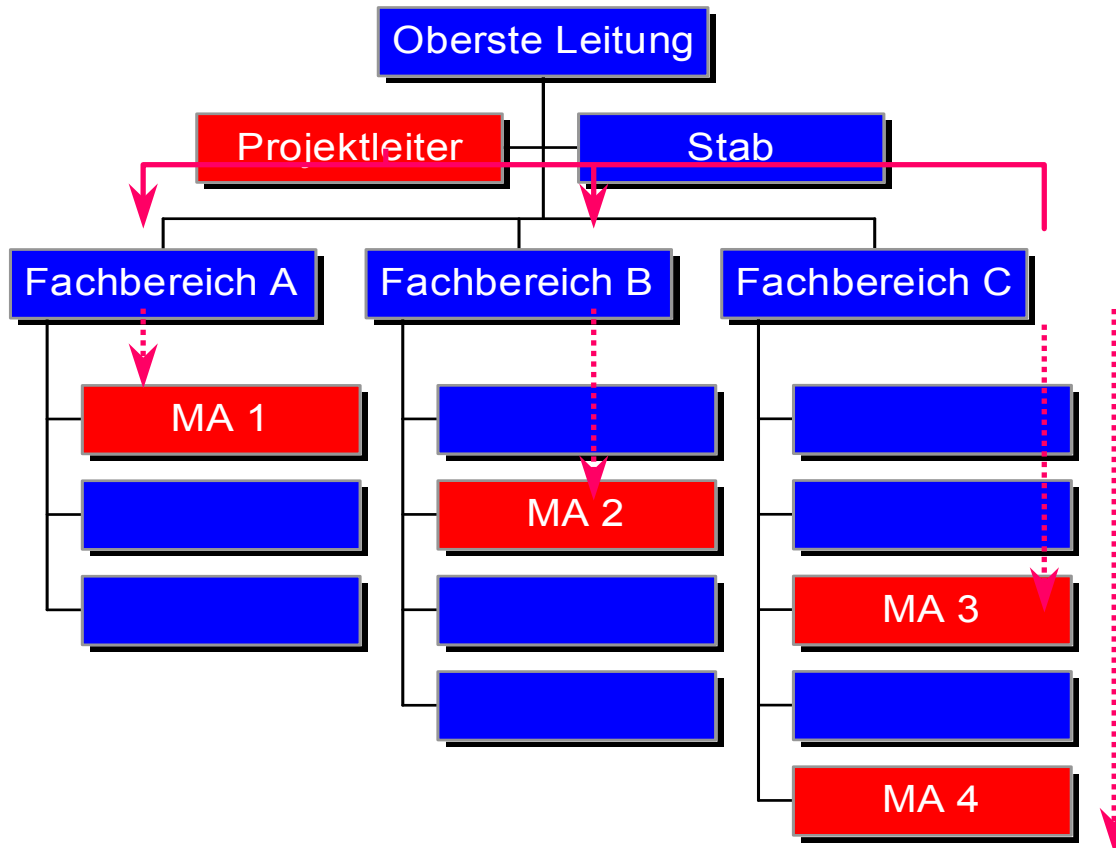 Oberste Leitung
Projektleiter
Stab
Fachbereich A
Fachbereich B
Fachbereich C
MA 1
MA 2
MA 3
MA 4